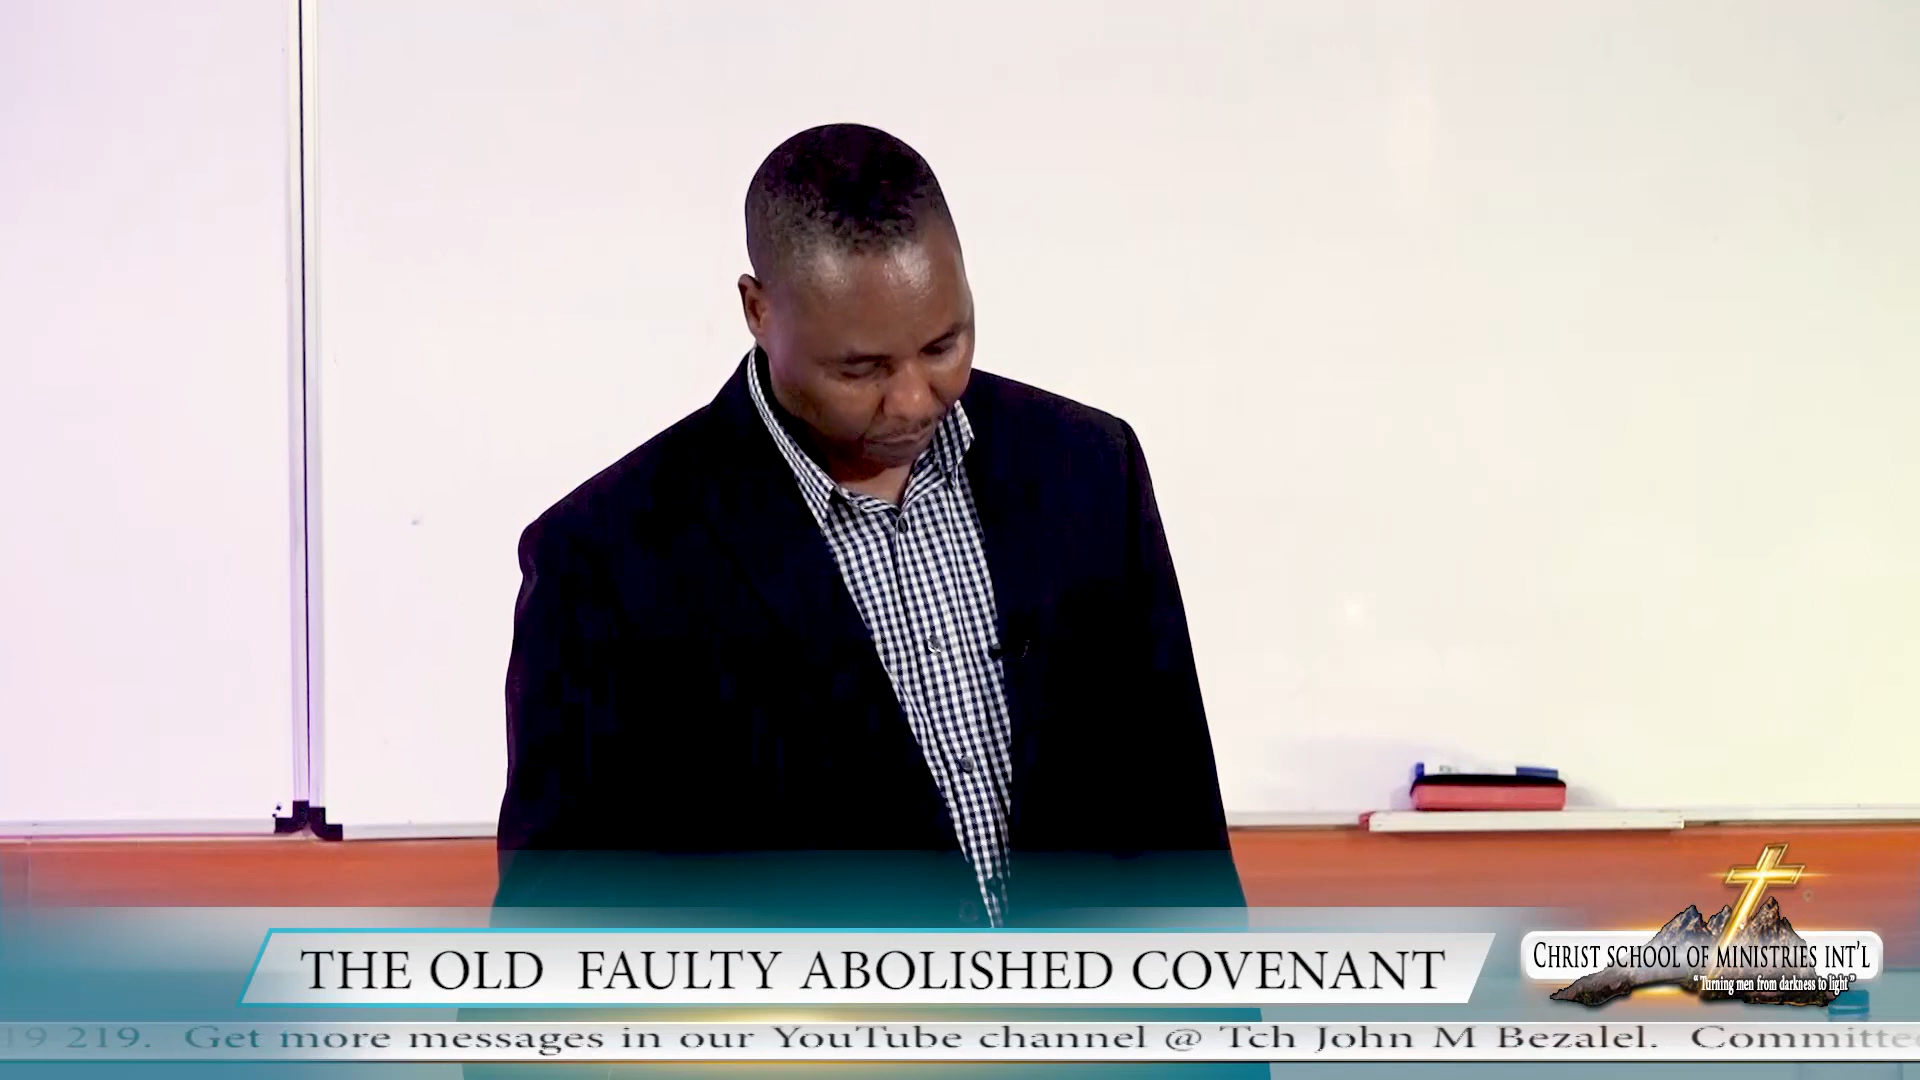 THE OLD FAULTY ABOLISHED COVENANT
CHRIST SCHOOL OF MINISTRIES INT'L
"Turning men from darkness to light"
19 219. Get more messages in our YouTube channel @ Tch John M Bezalel. Committe